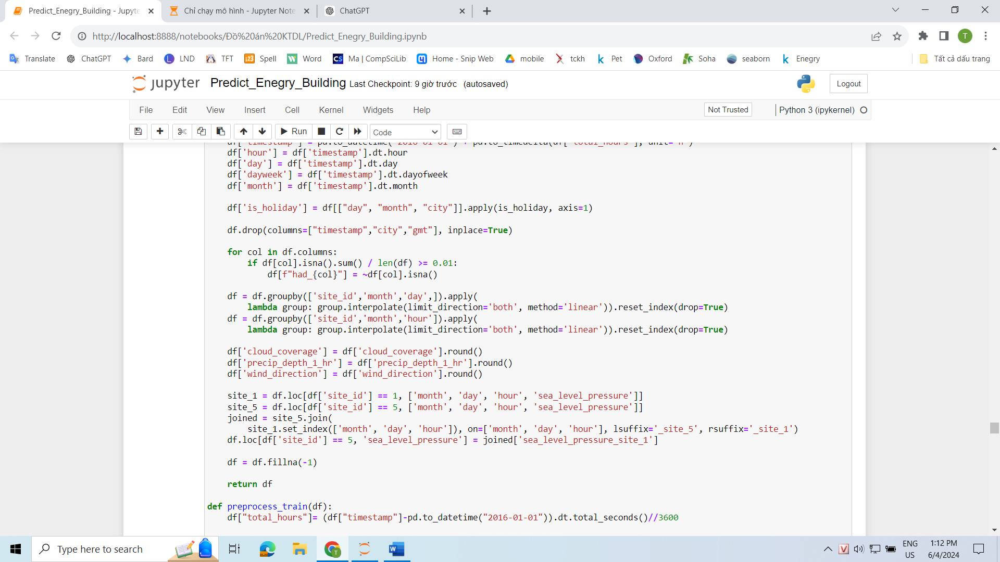 Predict_Enegry_Building - Jupyte
Chỉ chạy mô hình - Jupyter Note
ChatGPT
http://localhost:8888/notebooks/Đồ%20án%20KTDL/Predict_Enegry_Building.ipynb
T
Translate
ChatGPT
Bard
LND
TFT
Spell
Word
Ma | CompSciLib
Home - Snip Web
mobile
tckh
Pet
Oxford
Soha
seaborn
Enegry
Tất cả dấu trang
jupyter Predict_Enegry_Building Last Checkpoint: 9 giờ trước (autosaved)
Logout
File Edit View Insert Cell Kernel Widgets Help
Not Trusted
Python 3 (ipykernel)
Run
Code
df['timestamp'] = pd.to_datetime("2016-01-01") + pd.to_timedelta(df['total_hours'], unit='h')
df['hour'] = df['timestamp'].dt.hour
df['day'] = df['timestamp'].dt.day
df['dayweek'] = df['timestamp'].dt.dayofweek
df['month'] = df['timestamp'].dt.month
df['is_holiday'] = df[["day", "month", "city"]].apply(is_holiday, axis=1)
df.drop(columns=["timestamp","city","gmt"], inplace=True)
for col in df.columns:
if df[col].isna().sum() / len(df) >= 0.01:
df[f"had_{col}"] = ~df[col].isna()
df = df.groupby(['site_id','month','day',]).apply(
lambda group: group.interpolate(limit_direction='both', method='linear')).reset_index(drop=True)
df = df.groupby(['site_id','month','hour']).apply(
lambda group: group.interpolate(limit_direction='both', method='linear')).reset_index(drop=True)
df['cloud_coverage'] = df['cloud_coverage'].round()
df['precip_depth_1_hr'] = df['precip_depth_1_hr'].round()
df['wind_direction'] = df['wind_direction'].round()
site_1 = df.loc[df['site_id'] == 1, ['month', 'day', 'hour', 'sea_level_pressure']]
site_5 = df.loc[df['site_id'] == 5, ['month', 'day', 'hour', 'sea_level_pressure']]
joined = site_5.join(
site_1.set_index(['month', 'day', 'hour']), on=['month', 'day', 'hour'], lsuffix='_site_5', rsuffix='_site_1')
df.loc[df['site_id'] == 5, 'sea_level_pressure'] = joined['sea_level_pressure_site_1']
df = df.fillna(-1)
return df
def preprocess_train(df):
df["total_hours"]= (df["timestamp"]-pd.to_datetime("2016-01-01")).dt.total_seconds()//3600
Type here to search
ENG
US
1:12 PM
6/4/2024